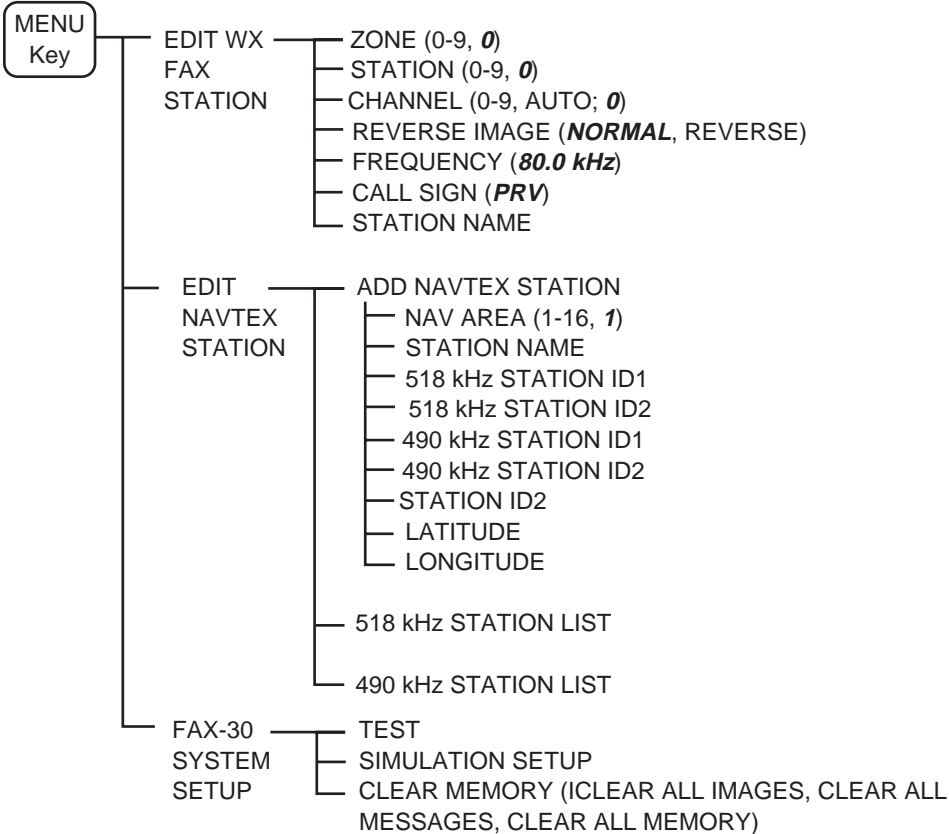 MENU
Key
EDIT WX
FAX
STATION
ZONE (0-9, 0)
STATION (0-9, 0)
CHANNEL (0-9, AUTO; 0)
REVERSE IMAGE (NORMAL, REVERSE)
FREQUENCY (80.0 kHz)
CALL SIGN (PRV)
STATION NAME
EDIT
NAVTEX
STATION
ADD NAVTEX STATION
NAV AREA (1-16, 1)
STATION NAME
518 kHz STATION ID1
518 kHz STATION ID2
490 kHz STATION ID1
490 kHz STATION ID2
STATION ID2
LATITUDE
LONGITUDE
518 kHz STATION LIST
490 kHz STATION LIST
FAX-30
SYSTEM
SETUP
TEST
SIMULATION SETUP
CLEAR MEMORY (ICLEAR ALL IMAGES, CLEAR ALL
MESSAGES, CLEAR ALL MEMORY)